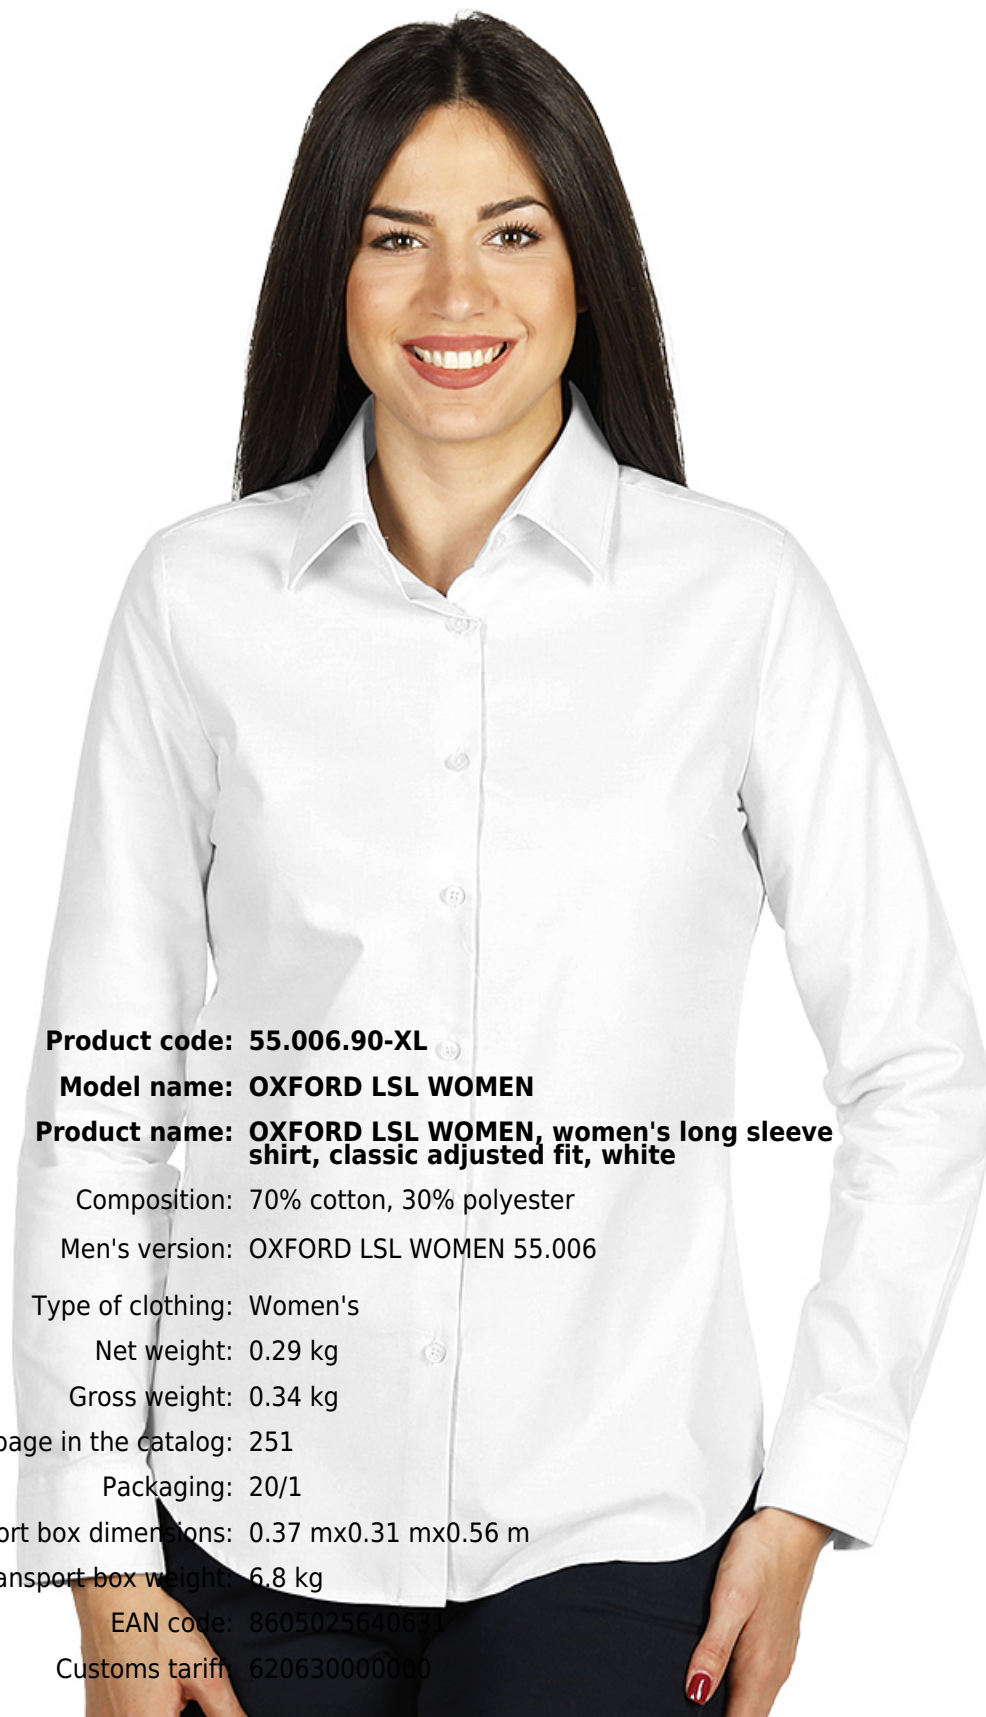 Product code: 55.006.90-XL
Model name: OXFORD LSL WOMEN
Product name: OXFORD LSL WOMEN, women's long sleeve
shirt, classic adjusted fit, white
Composition: 70% cotton, 30% polyester
Men's version: OXFORD LSL WOMEN 55.006
Type of clothing: Women's
Net weight: 0.29 kg
Gross weight: 0.34 kg
page in the catalog: 251
Packaging: 20/1
ort box dimensions: 0.37 mx0.31 mx0.56 m
ansport box weight: 6.8 kg
EAN code: 8605025640631
Customs tariff: 620630000000